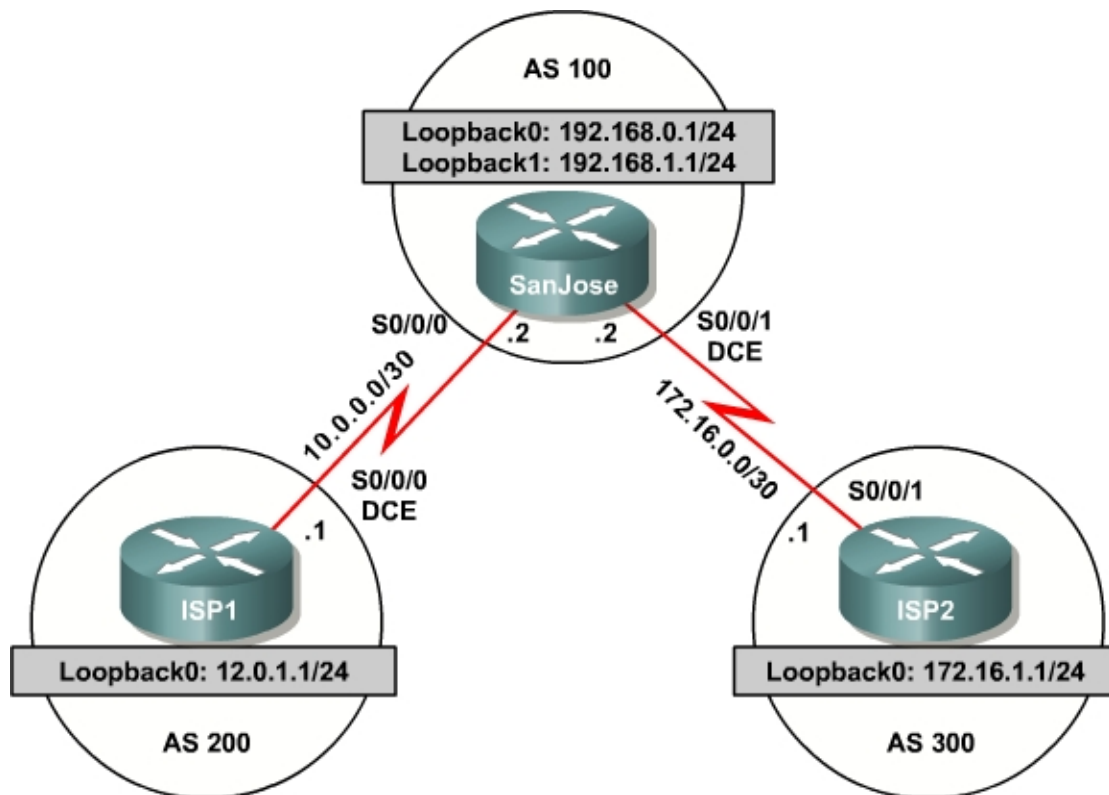 AS 100
Loopback0: 192.168.0.1/24
Loopback1: 192.168.1.1/24
SanJose
S0/0/0
.2
.2
S0/0/1
DCE
10.0.0.0/30
172.16.0.0/30
S0/0/0
DCE
S0/0/1
.1
.1
ISP1
ISP2
Loopback0: 12.0.1.1/24
Loopback0: 172.16.1.1/24
AS 200
AS 300